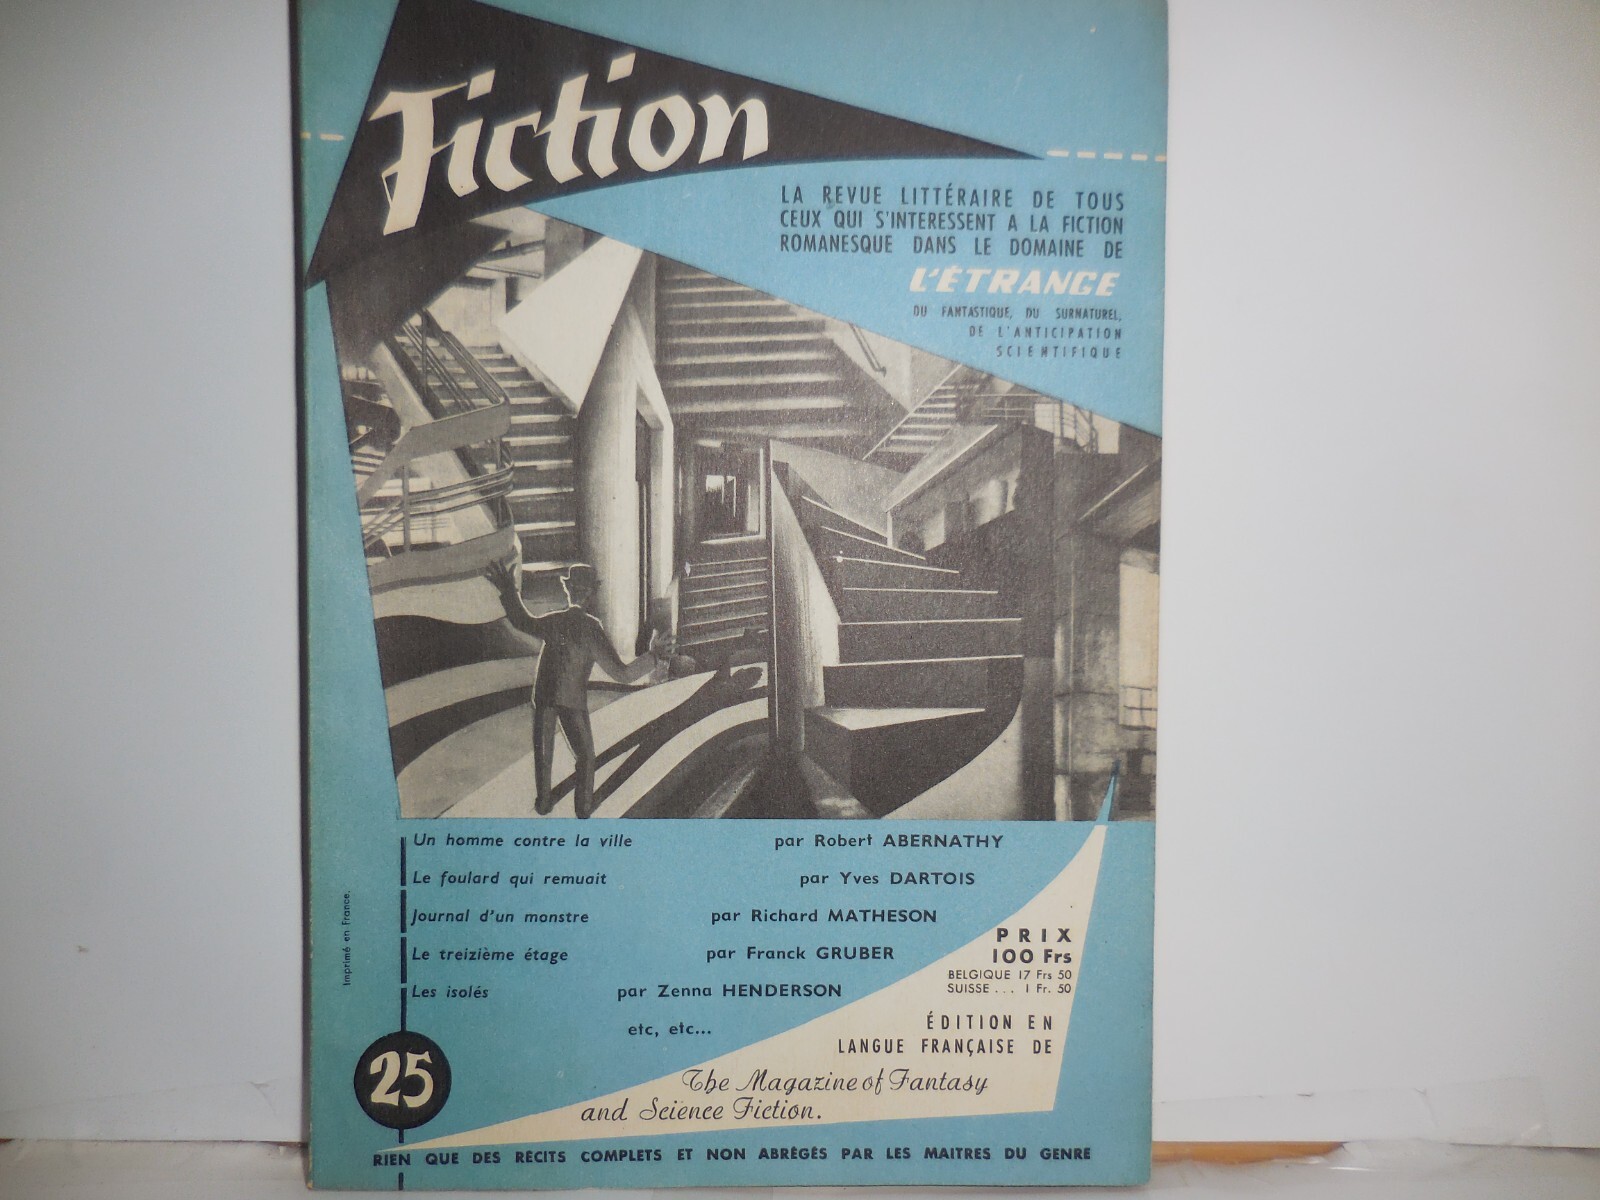 Fiction
LA REVUE LITTÉRAIRE DE TOUS
CEUX QUI S'INTERESSENT A LA FICTION
ROMANESQUE DANS LE DOMAINE DE
L'ÉTRANGE
DU FANTASTIQUE, DU SURNATUREL,
DE L'ANTICIPATION
SCIENTIFIQUE
Un homme contre la ville par Robert ABERNATHY
Le foulard qui remuait par Yves DARTOIS
Journal d'un monstre par Richard MATHESON
Le treizième étage par Franck GRUBER
Les isolés par Zenna HENDERSON
etc, etc...
Imprimé en France.
PRIX
100 Frs
BELGIQUE 17 Frs 50
SUISSE... 1 Fr. 50
ÉDITION EN
LANGUE FRANÇAISE DE
The Magazine of Fantasy
and Science Fiction.
25
RIEN QUE DES RÉCITS COMPLETS ET NON ABRÉGÉS PAR LES MAITRES DU GENRE